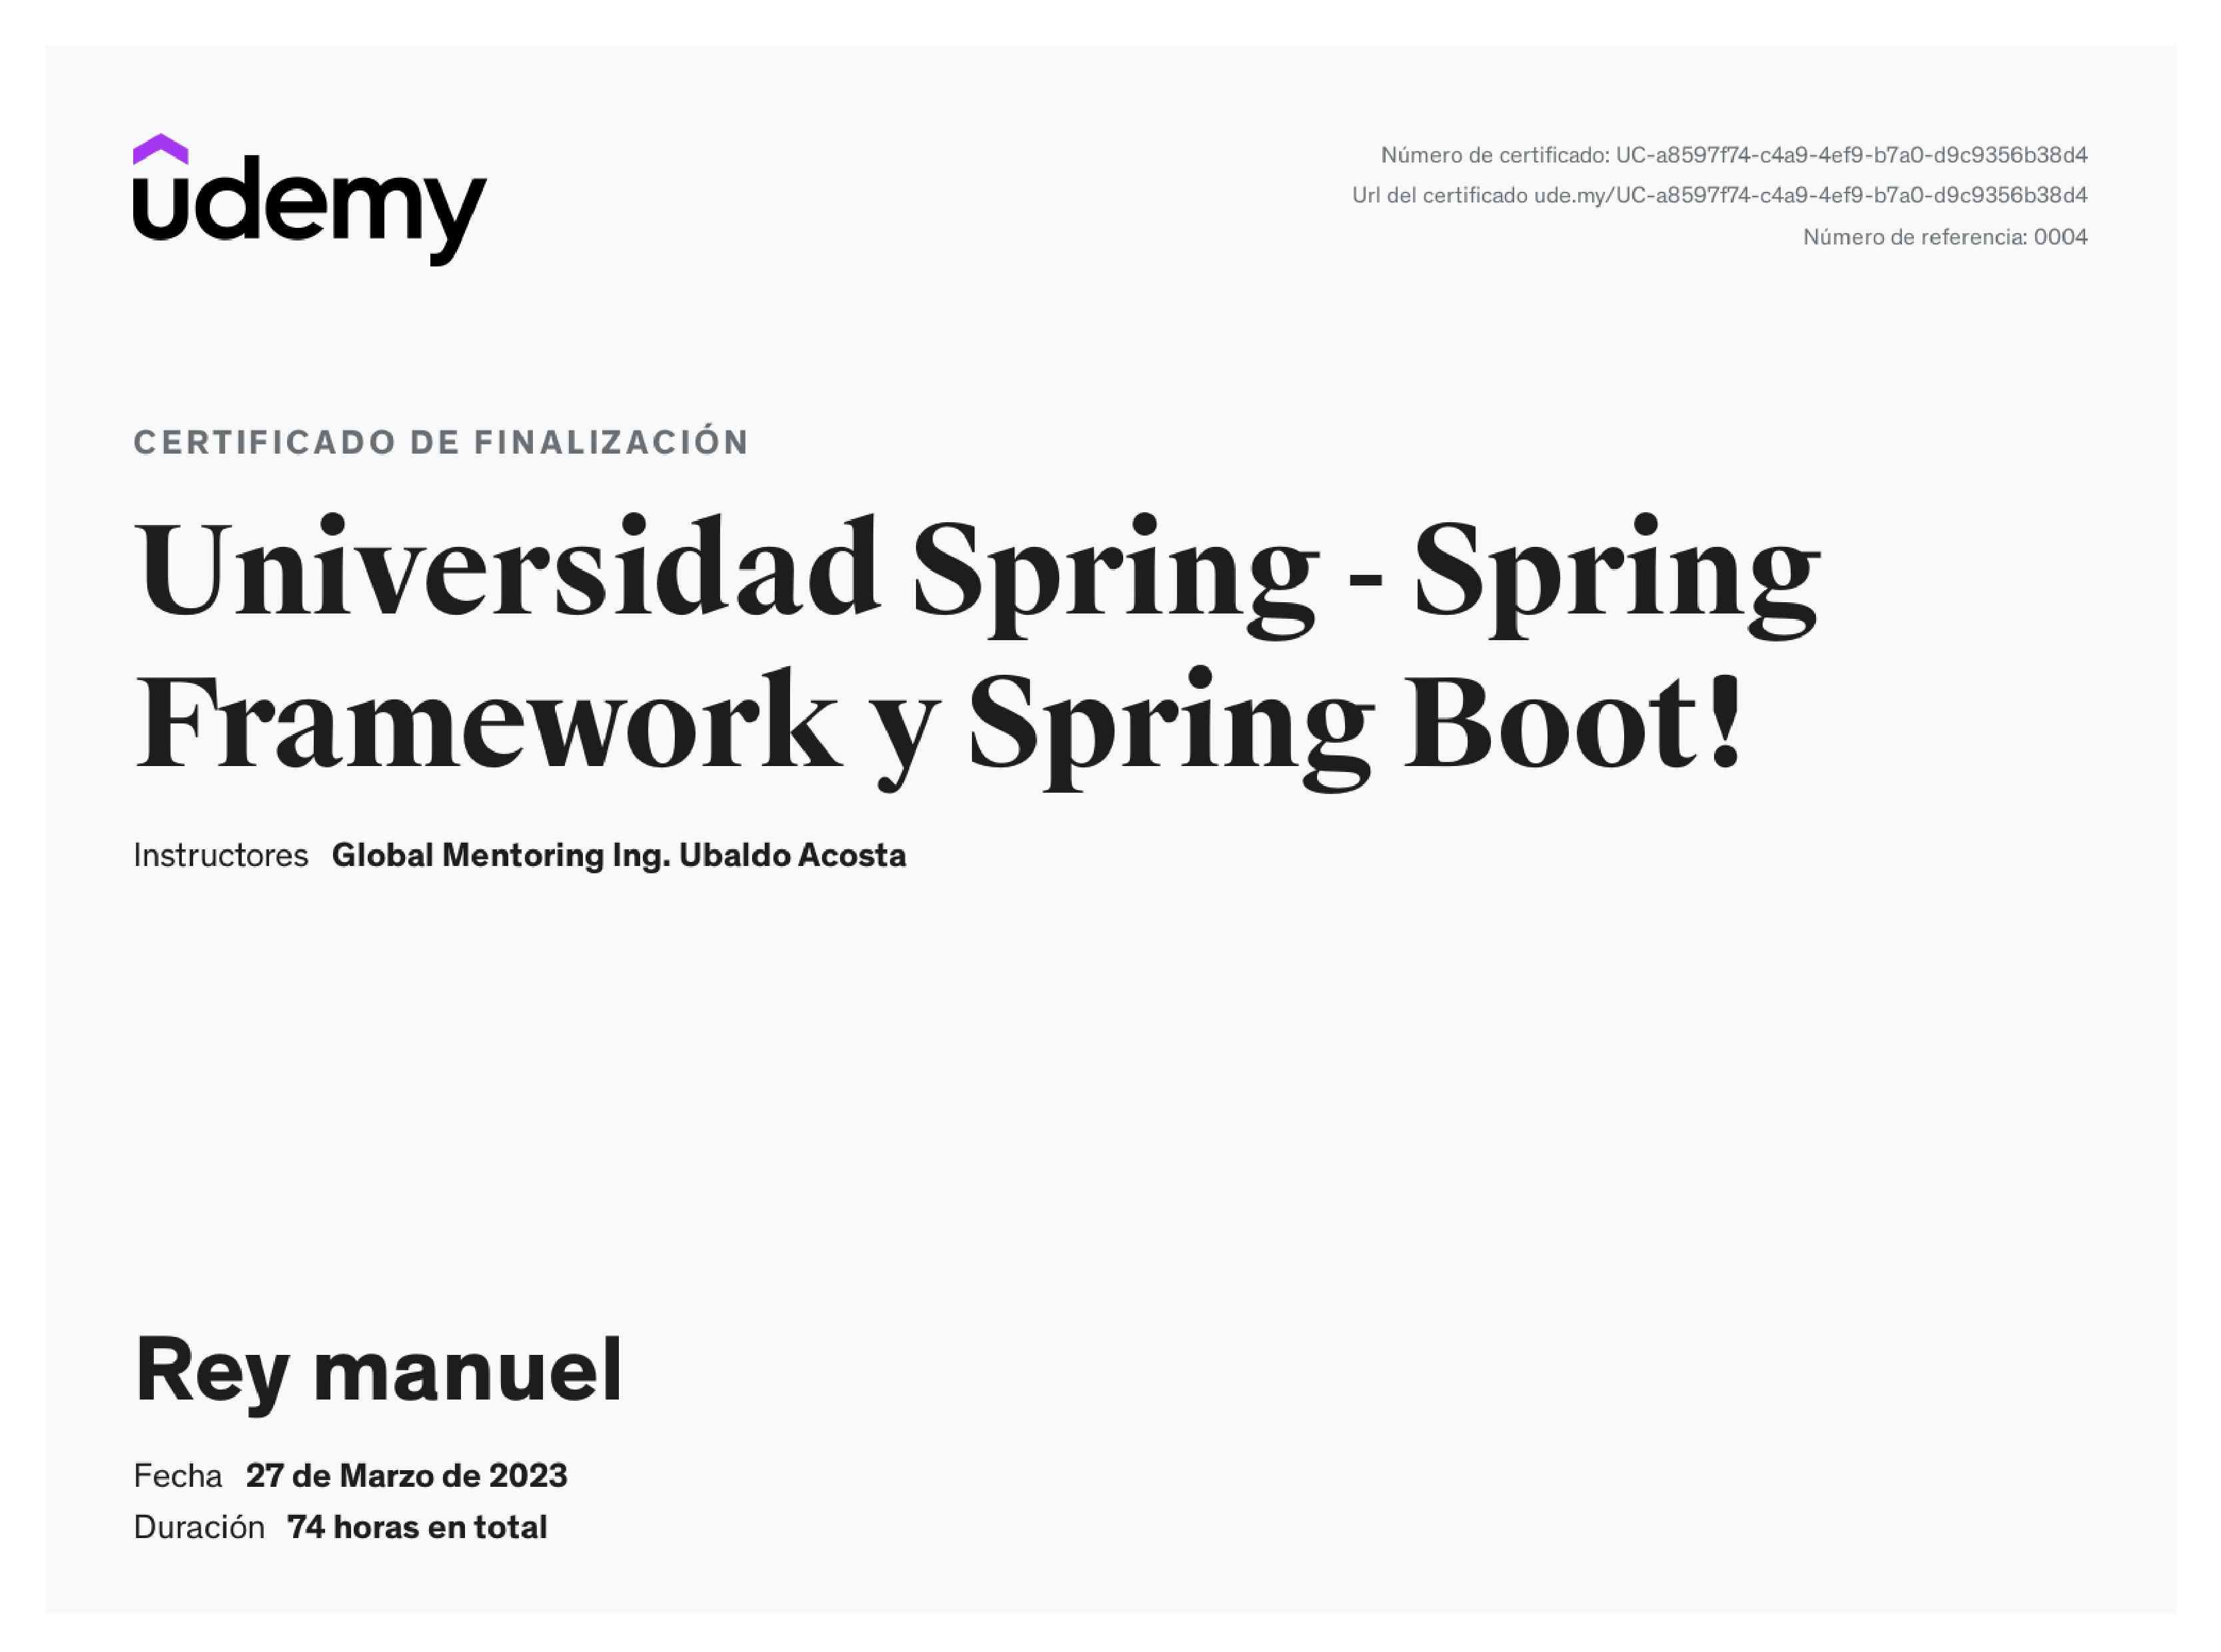 udemy
Número de certificado: UC-a8597f74-c4a9-4ef9-b7a0-d9c9356b38d4
Url del certificado ude.my/UC-a8597f74-c4a9-4ef9-b7a0-d9c9356b38d4
Número de referencia: 0004
CERTIFICADO DE FINALIZACIÓN
Universidad Spring - Spring
Framework y Spring Boot!
Instructores Global Mentoring Ing. Ubaldo Acosta
Rey manuel
Fecha 27 de Marzo de 2023
Duración 74 horas en total